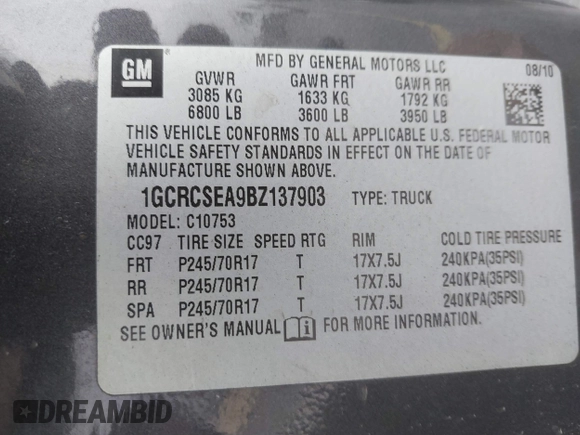 GM
MFD BY GENERAL MOTORS LLC 08/10
GVWR GAWR FRT GAWR RR
3085 KG 1633 KG 1792 KG
6800 LB 3600 LB 3950 LB
THIS VEHICLE CONFORMS TO ALL APPLICABLE U.S. FEDERAL MOTOR
VEHICLE SAFETY STANDARDS IN EFFECT ON THE DATE OF
MANUFACTURE SHOWN ABOVE.
1GCRCSEA9BZ137903 TYPE: TRUCK
MODEL: C10753
CC97 TIRE SIZE SPEED RTG RIM COLD TIRE PRESSURE
FRT P245/70R17 T 17X7.5J 240KPA(35PSI)
RR P245/70R17 T 17X7.5J 240KPA(35PSI)
SPA P245/70R17 T 17X7.5J 240KPA(35PSI)
SEE OWNER'S MANUAL FOR MORE INFORMATION.
DREAMBID